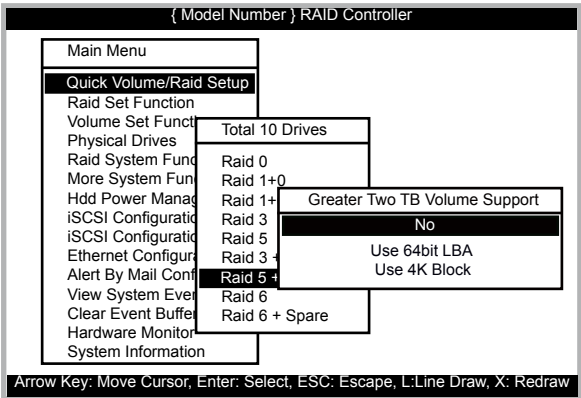 { Model Number } RAID Controller
Main Menu
Quick Volume/Raid Setup
Raid Set Function
Volume Set Funct
Physical Drives
Raid System Func
More System Fun
Hdd Power Manag
iSCSI Configuratio
iSCSI Configuratio
Ethernet Configura
Alert By Mail Conf
View System Even
Clear Event Buffer
Hardware Monitor
System Information
Total 10 Drives
Raid 0
Raid 1+0
Raid 1+
Raid 3
Raid 5
Raid 3 +
Raid 5 +
Raid 6
Raid 6 + Spare
Greater Two TB Volume Support
No
Use 64bit LBA
Use 4K Block
Arrow Key: Move Cursor, Enter: Select, ESC: Escape, L:Line Draw, X: Redraw